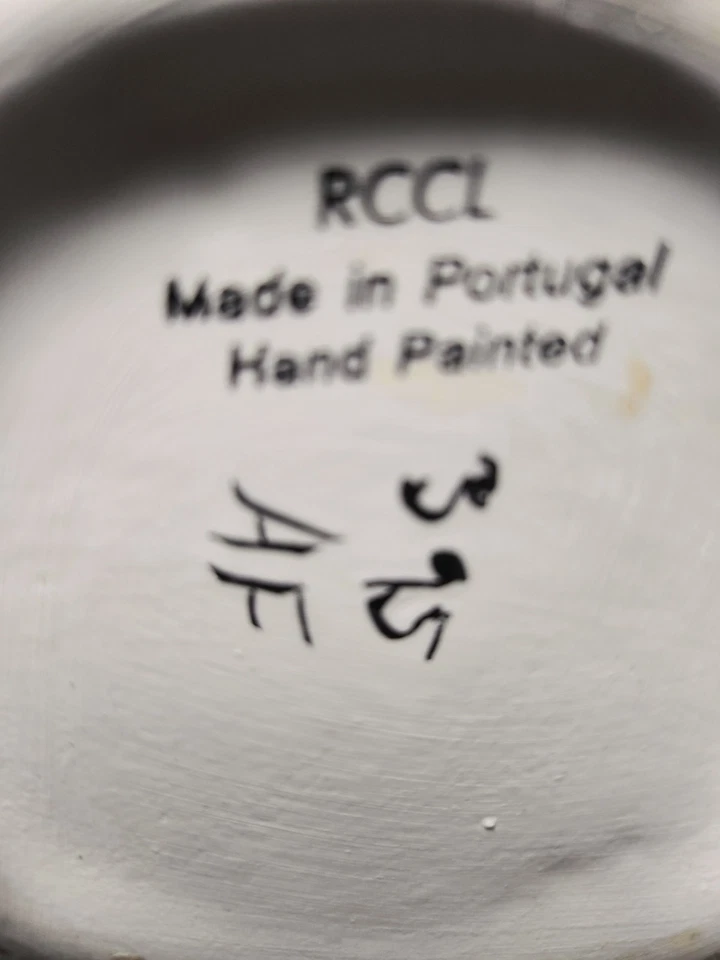 RCCL
Made in Portugal
Hand Painted
AF